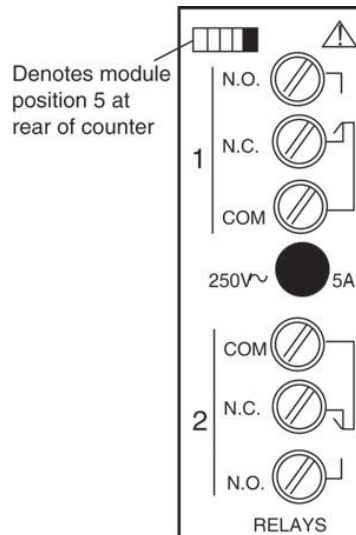 Denotes module
position 5 at
rear of counter
N.O.
N.C.
1
COM
250V~ 5A
COM
N.C.
2
N.O.
RELAYS